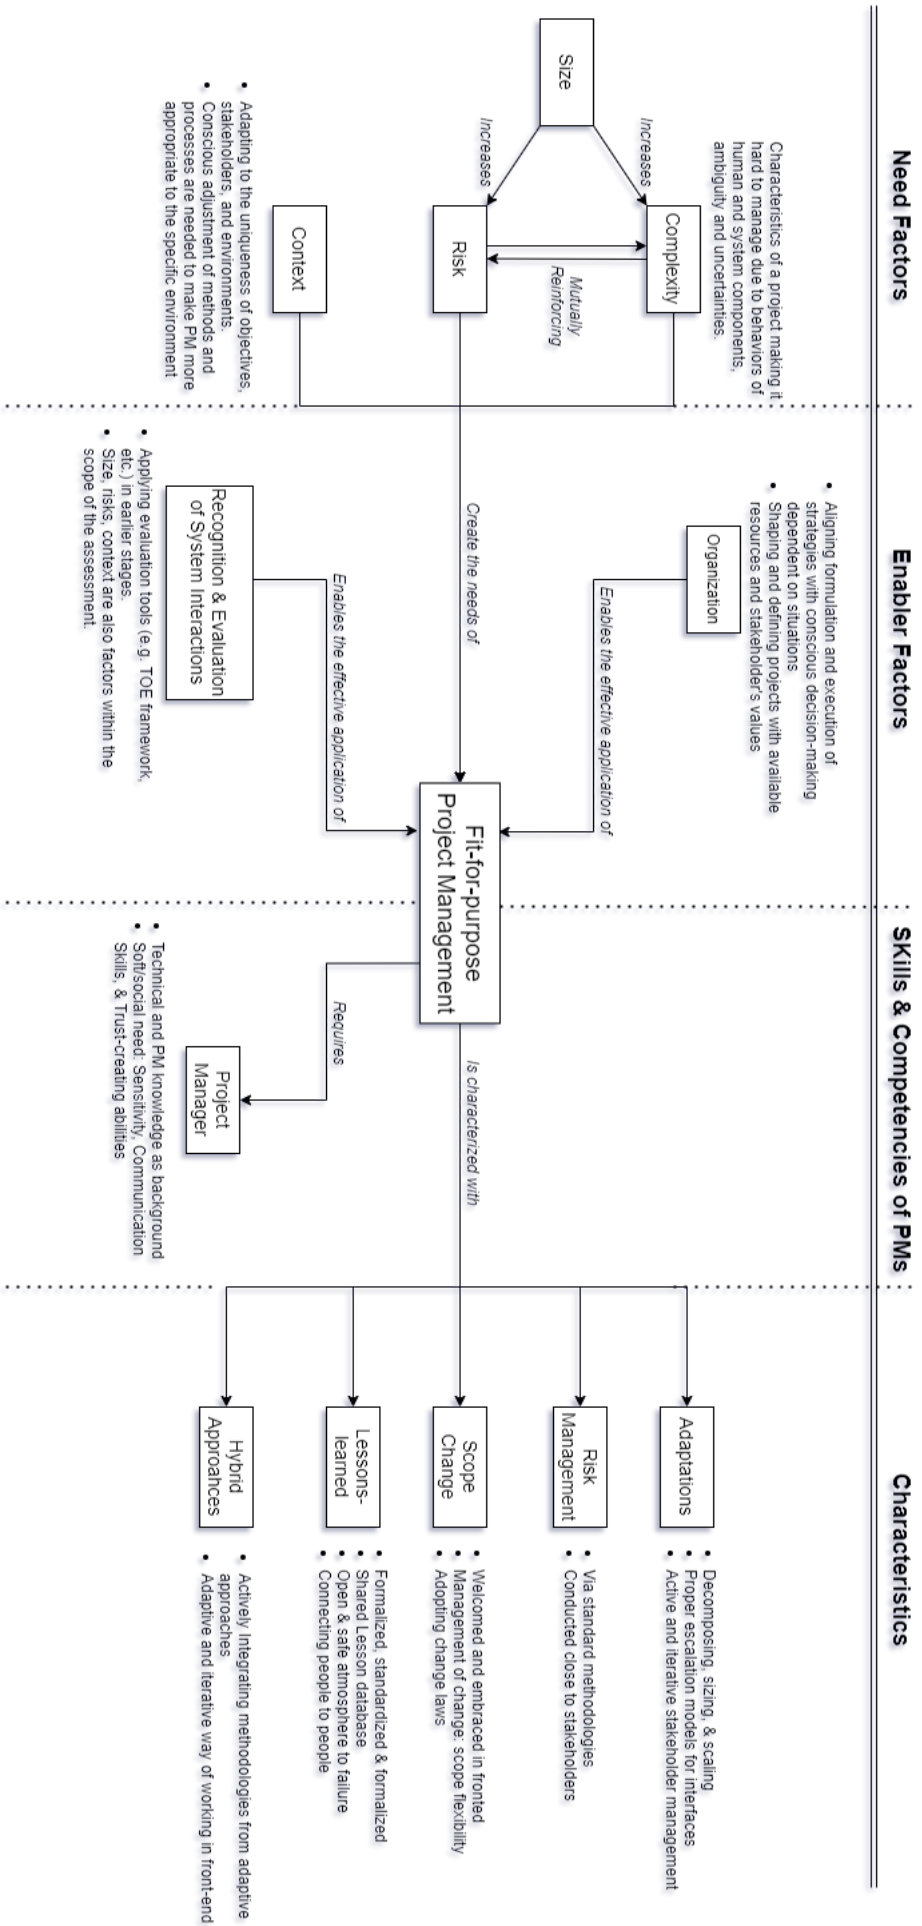 Need Factors
Enabler Factors
SKills & Competencies of PMs
Characteristics
Characteristics of a project making it
hard to manage due to behaviors of
human and system components,
ambiguity and uncertainties.
Size
Increases
Increases
Complexity
Mutually
Reinforcing
Risk
Context
• Adapting to the uniqueness of objectives,
stakeholders, and environments.
• Conscious adjustment of methods and
processes are needed to make PM more
appropriate to the specific environment
• Aligning formulation and execution of
strategies with conscious decision-making
dependent on situations
• Shaping and defining projects with available
resources and stakeholder's values
Organization
Enables the effective application of
Create the needs of
Enables the effective application of
Recognition & Evaluation
of System Interactions
• Applying evaluation tools (e.g. TOE framework,
etc.) in earlier stages.
• Size, risks, context are also factors within the
scope of the assessment.
Fit-for-purpose
Project Management
Is characterized with
Requires
Project
Manager
• Technical and PM knowledge as background
• Soft/social need: Sensitivity, Communication
Skills, & Trust-creating abilities
Adaptations
• Decomposing, sizing, & scaling
• Proper escalation models for interfaces
• Active and iterative stakeholder management
Risk
Management
• Via standard methodologies
• Conducted close to stakeholders
Scope
Change
• Welcomed and embraced in fronted
• Management of change: scope flexibility
• Adopting change laws
Lessons-
learned
• Formalized, standardized & formalized
• Shared Lesson database
• Open & safe atmosphere to failure
• Connecting people to people
Hybrid
Approahces
• Actively Integrating methodologies from adaptive
approaches
• Adaptive and iterative way of working in front-end